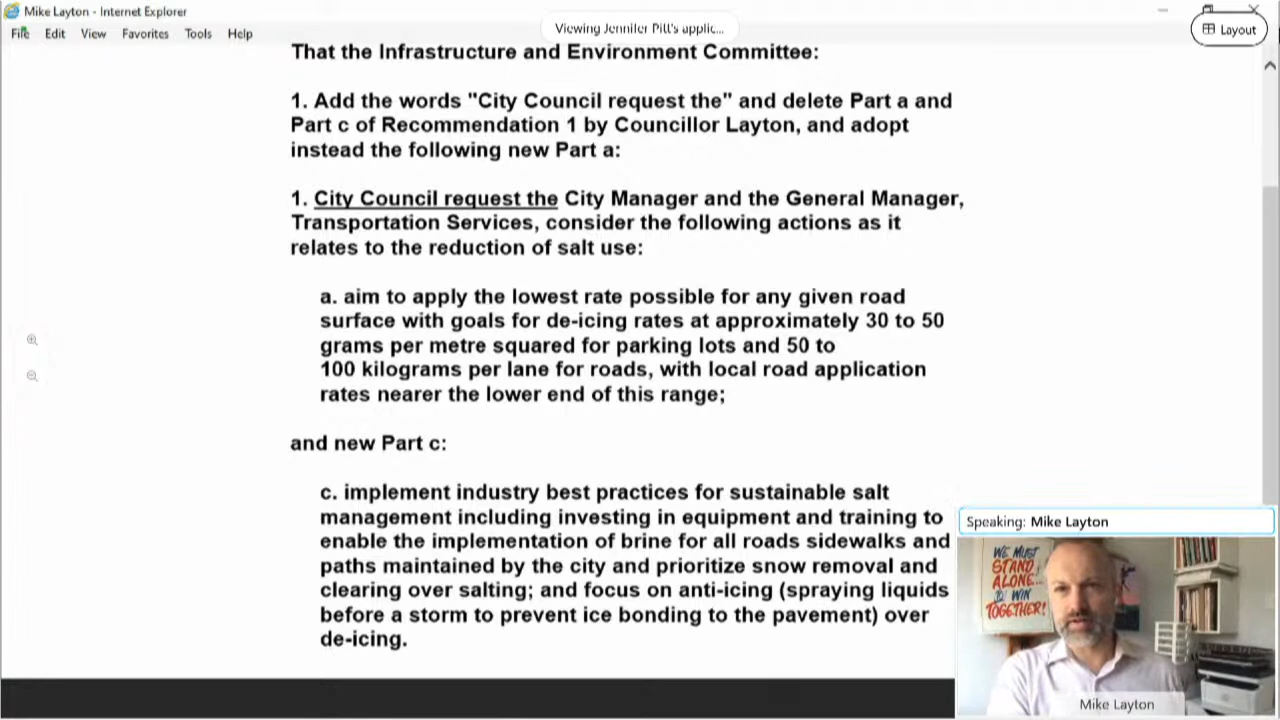 Mike Layton - Internet Explorer
File Edit View Favorites Tools Help
Viewing Jennifer Pill's applic...
Layout
That the Infrastructure and Environment Committee:
1. Add the words "City Council request the" and delete Part a and
Part c of Recommendation 1 by Councillor Layton, and adopt
instead the following new Part a:
1. City Council request the City Manager and the General Manager,
Transportation Services, consider the following actions as it
relates to the reduction of salt use:
a. aim to apply the lowest rate possible for any given road
surface with goals for de-icing rates at approximately 30 to 50
grams per metre squared for parking lots and 50 to
100 kilograms per lane for roads, with local road application
rates nearer the lower end of this range;
and new Part c:
c. implement industry best practices for sustainable salt
management including investing in equipment and training to
enable the implementation of brine for all roads sidewalks and
paths maintained by the city and prioritize snow removal and
clearing over salting; and focus on anti-icing (spraying liquids
before a storm to prevent ice bonding to the pavement) over
de-icing.
Speaking: Mike Layton
WE MUST
STAND
ALONE...
TO WIN
TOGETHER!
Mike Layton